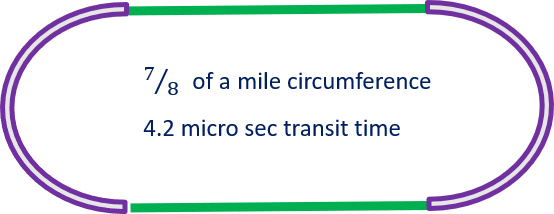 7/8 of a mile circumference
4.2 micro sec transit time